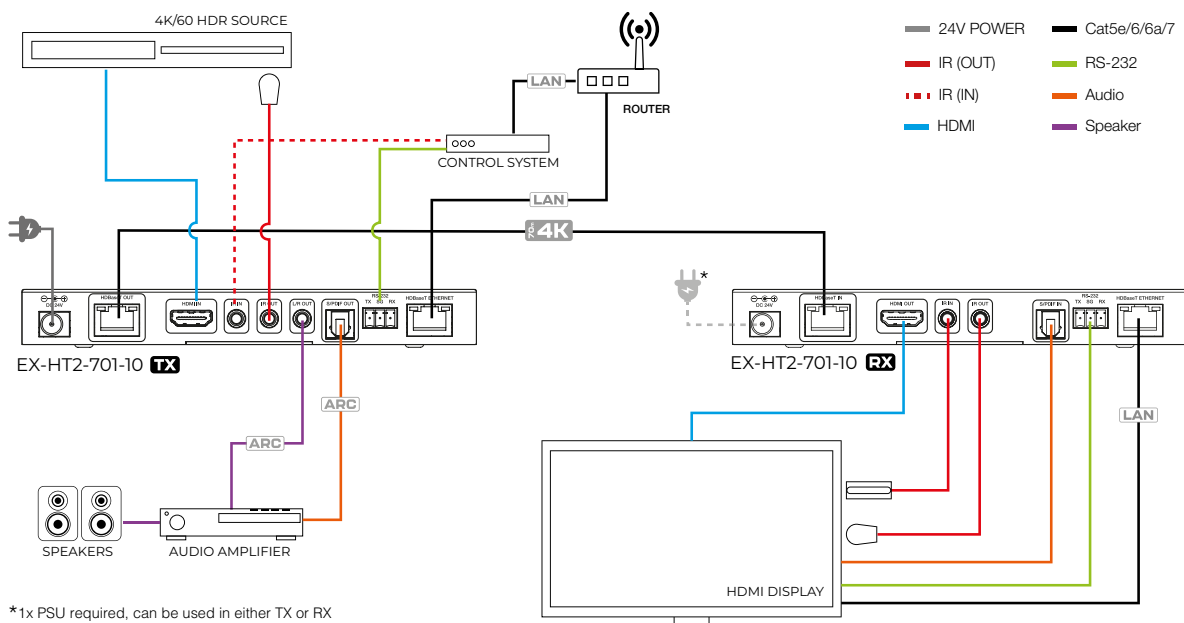 4K/60 HDR SOURCE
24V POWER
Cat5e/6/6a/7
IR (OUT)
RS-232
IR (IN)
Audio
HDMI
Speaker
LAN
ROUTER
CONTROL SYSTEM
LAN
4K
*
DC 24V
HDBaseT OUT
HDMI IN
IR IN
IR OUT
L/R OUT
S/PDIF OUT
RS-232
TX SG RX
HDBaseT ETHERNET
EX-HT2-701-10 TX
DC 24V
HDBaseT IN
HDMI OUT
IR IN
IR OUT
S/PDIF IN
RS-232
TX SG RX
HDBaseT ETHERNET
EX-HT2-701-10 RX
ARC
ARC
LAN
SPEAKERS
AUDIO AMPLIFIER
HDMI DISPLAY
*1x PSU required, can be used in either TX or RX